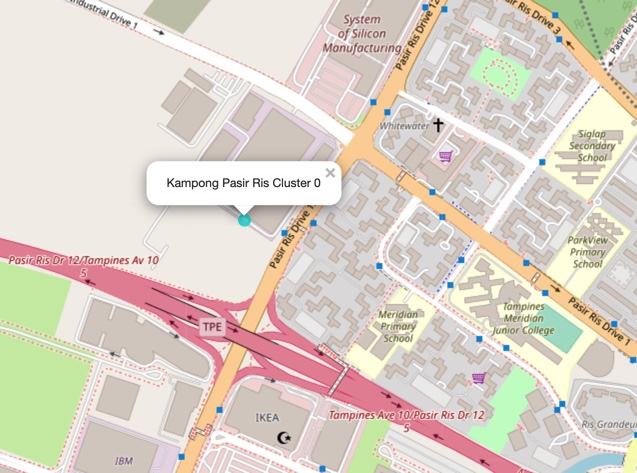 Industrial Drive 1
System
of Silicon
Manufacturing
Pasir Ris Drive 12
Pasir Ris Drive 3
Pasir Ris
Whitewater
Siglap
Secondary
School
Kampong Pasir Ris Cluster 0
×
Pasir Ris Drive 1
ParkView
Primary
School
Pasir Ris Dr 12/Tampines Av 10
5
TPE
Meridian
Primary
School
Tampines
Meridian
Junior College
Pasir Ris Drive 1
IKEA
Tampines Ave 10/Pasir Ris Dr 12
5
Ris Grandeur
IBM